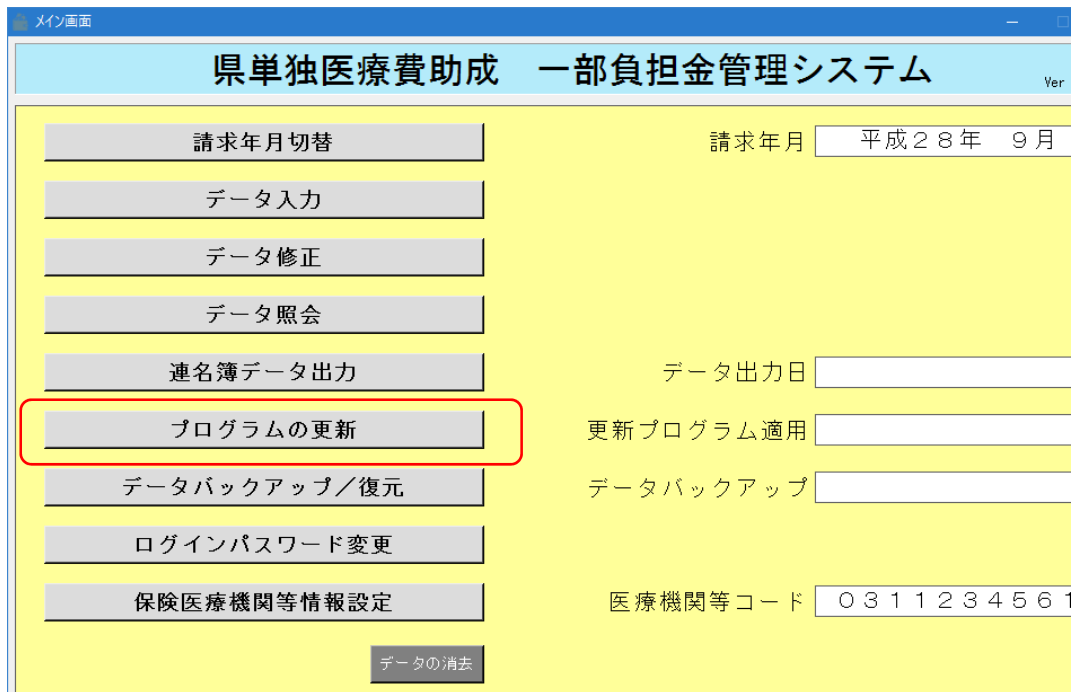 メイン画面
県単独医療費助成　一部負担金管理システム
Ver
請求年月切替
請求年月 平成２８年　９月
データ入力
データ修正
データ照会
連名簿データ出力
データ出力日
プログラムの更新
更新プログラム適用
データバックアップ／復元
データバックアップ
ログインパスワード変更
保険医療機関等情報設定
医療機関等コード ０３１１２３４５６１
データの消去